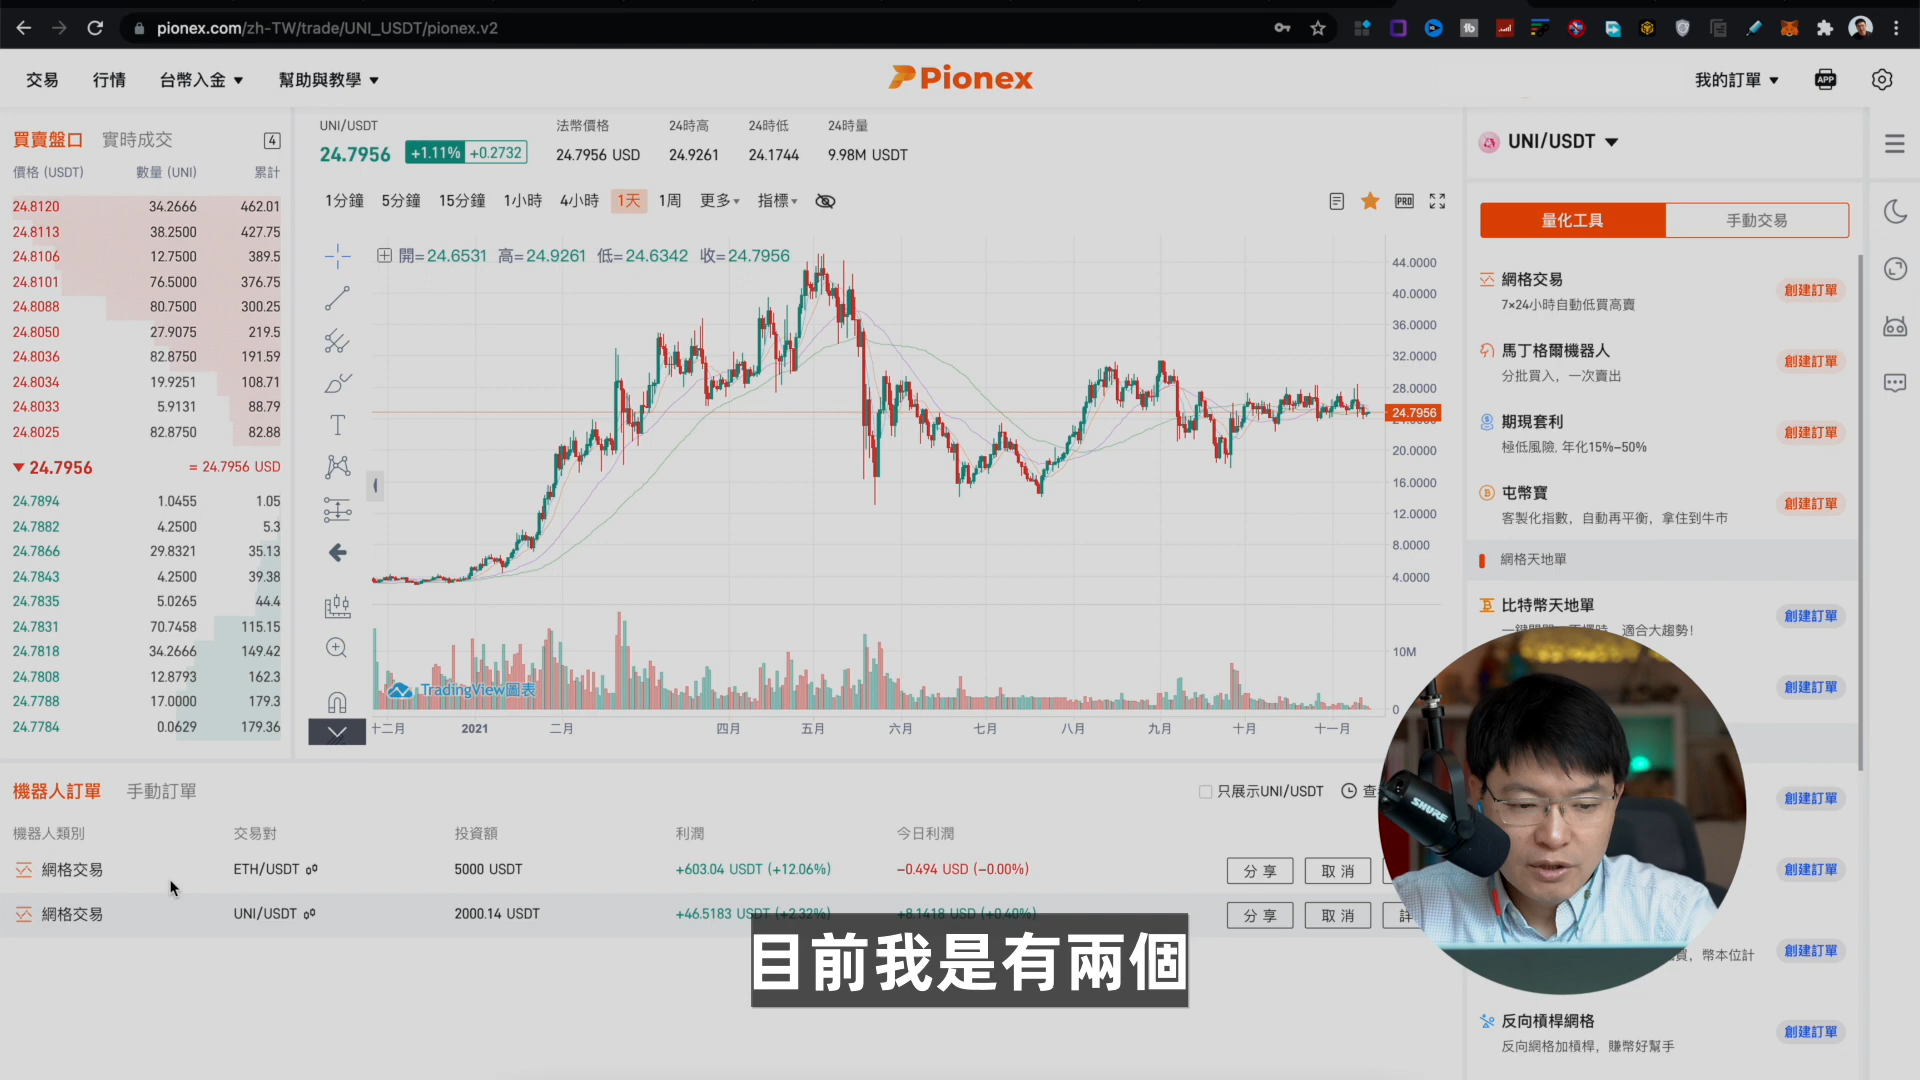 pionex.com/zh-TW/trade/UNI_USDT/pionex.v2
交易 行情 台幣入金 幫助與教學 Pionex 我的訂單 APP
買賣盤口 實時成交 4
價格 (USDT) 數量 (UNI) 累計
24.8120 34.2666 462.01
24.8113 38.2500 427.75
24.8106 12.7500 389.5
24.8101 76.5000 376.75
24.8088 80.7500 300.25
24.8050 27.9075 219.5
24.8036 82.8750 191.59
24.8034 19.9251 108.71
24.8033 5.9131 88.79
24.8025 82.8750 82.88
24.7956 = 24.7956 USD
24.7894 1.0455 1.05
24.7882 4.2500 5.3
24.7866 29.8321 35.13
24.7843 4.2500 39.38
24.7835 5.0265 44.4
24.7831 70.7458 115.15
24.7818 34.2666 149.42
24.7808 12.8793 162.3
24.7788 17.0000 179.3
24.7784 0.0629 179.36
UNI/USDT 法幣價格 24時高 24時低 24時量
24.7956 +1.11% +0.2732 24.7956 USD 24.9261 24.1744 9.98M USDT
1分鐘 5分鐘 15分鐘 1小時 4小時 1天 1周 更多 指標 PRO
開=24.6531 高=24.9261 低=24.6342 收=24.7956
44.0000
40.0000
36.0000
32.0000
28.0000
24.7956
20.0000
16.0000
12.0000
8.0000
4.0000
10M
0
TradingView圖表
十二月 2021 二月 四月 五月 六月 七月 八月 九月 十月 十一月
UNI/USDT
量化工具 手動交易
網格交易 創建訂單
7×24小時自動低買高賣
馬丁格爾機器人 創建訂單
分批買入，一次賣出
期現套利 創建訂單
極低風險, 年化15%–50%
屯幣寶 創建訂單
客製化指數，自動再平衡，拿住到牛市
網格天地單
比特幣天地單 創建訂單
適合大趨勢！
創建訂單
創建訂單
創建訂單
創建訂單
買，幣本位計
反向槓桿網格 創建訂單
反向網格加槓桿，賺幣好幫手
機器人訂單 手動訂單 只展示UNI/USDT 查
機器人類別 交易對 投資額 利潤 今日利潤
網格交易 ETH/USDT 5000 USDT +603.04 USDT (+12.06%) −0.494 USD (−0.00%) 分享 取消
網格交易 UNI/USDT 2000.14 USDT +46.5183 USDT (+2.32%) +8.1418 USD (+0.40%) 分享 取消 詳
SHURE
目前我是有兩個